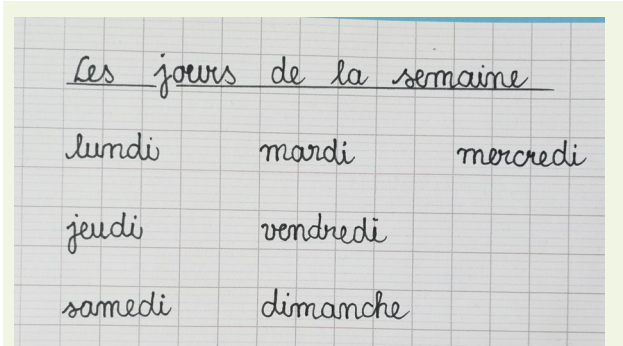 Les jours de la semaine
lundi mardi mercredi
jeudi vendredi
samedi dimanche